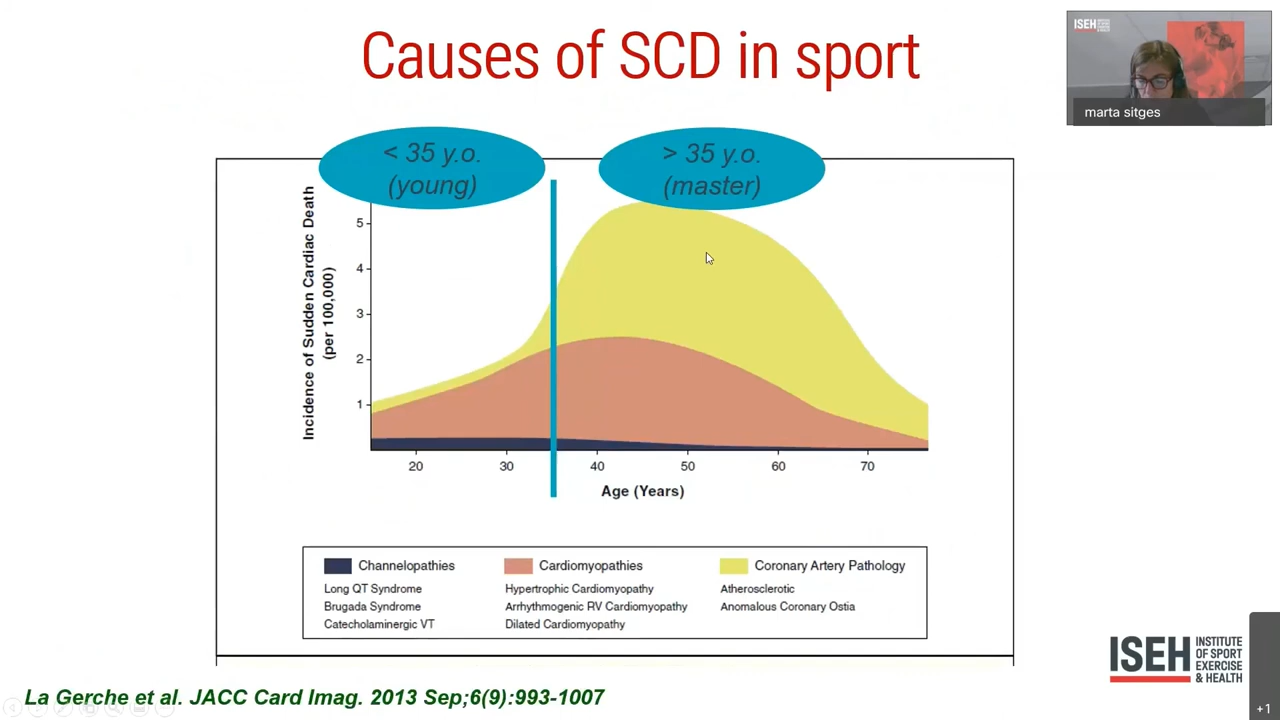 Causes of SCD in sport
ISEH
marta sitges
< 35 y.o.
(young)
> 35 y.o.
(master)
Incidence of Sudden Cardiac Death
(per 100,000)
5
4
3
2
1
20 30 40 50 60 70
Age (Years)
Channelopathies
Long QT Syndrome
Brugada Syndrome
Catecholaminergic VT
Cardiomyopathies
Hypertrophic Cardiomyopathy
Arrhythmogenic RV Cardiomyopathy
Dilated Cardiomyopathy
Coronary Artery Pathology
Atherosclerotic
Anomalous Coronary Ostia
La Gerche et al. JACC Card Imag. 2013 Sep;6(9):993-1007
ISEH
INSTITUTE
OF SPORT
EXERCISE
& HEALTH
+1